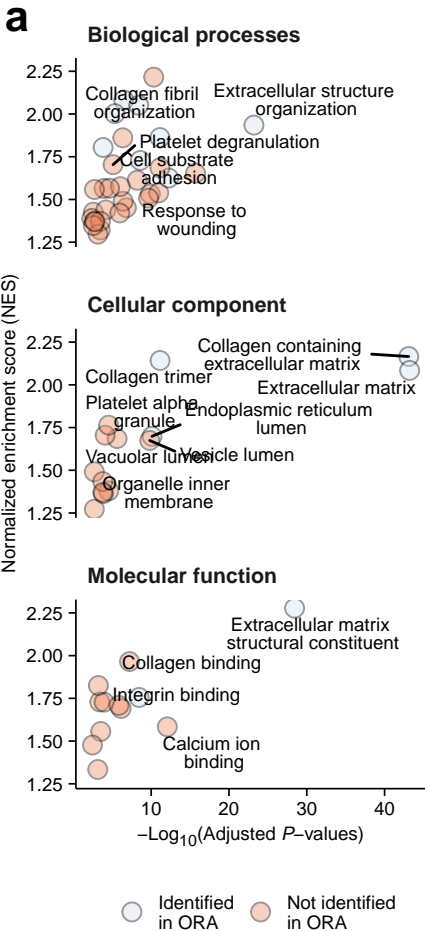 a
Biological processes
2.25
2.00
1.75
1.50
1.25
Collagen fibril
organization
Extracellular structure
organization
Platelet degranulation
Cell substrate
adhesion
Response to
wounding
Normalized enrichment score (NES)
Cellular component
2.25
2.00
1.75
1.50
1.25
Collagen containing
extracellular matrix
Collagen trimer
Extracellular matrix
Platelet alpha
granule
Endoplasmic reticulum
lumen
Vacuolar lumen
Vesicle lumen
Organelle inner
membrane
Molecular function
2.25
2.00
1.75
1.50
1.25
Extracellular matrix
structural constituent
Collagen binding
Integrin binding
Calcium ion
binding
10 20 30 40
−Log10(Adjusted P−values)
Identified
in ORA
Not identified
in ORA